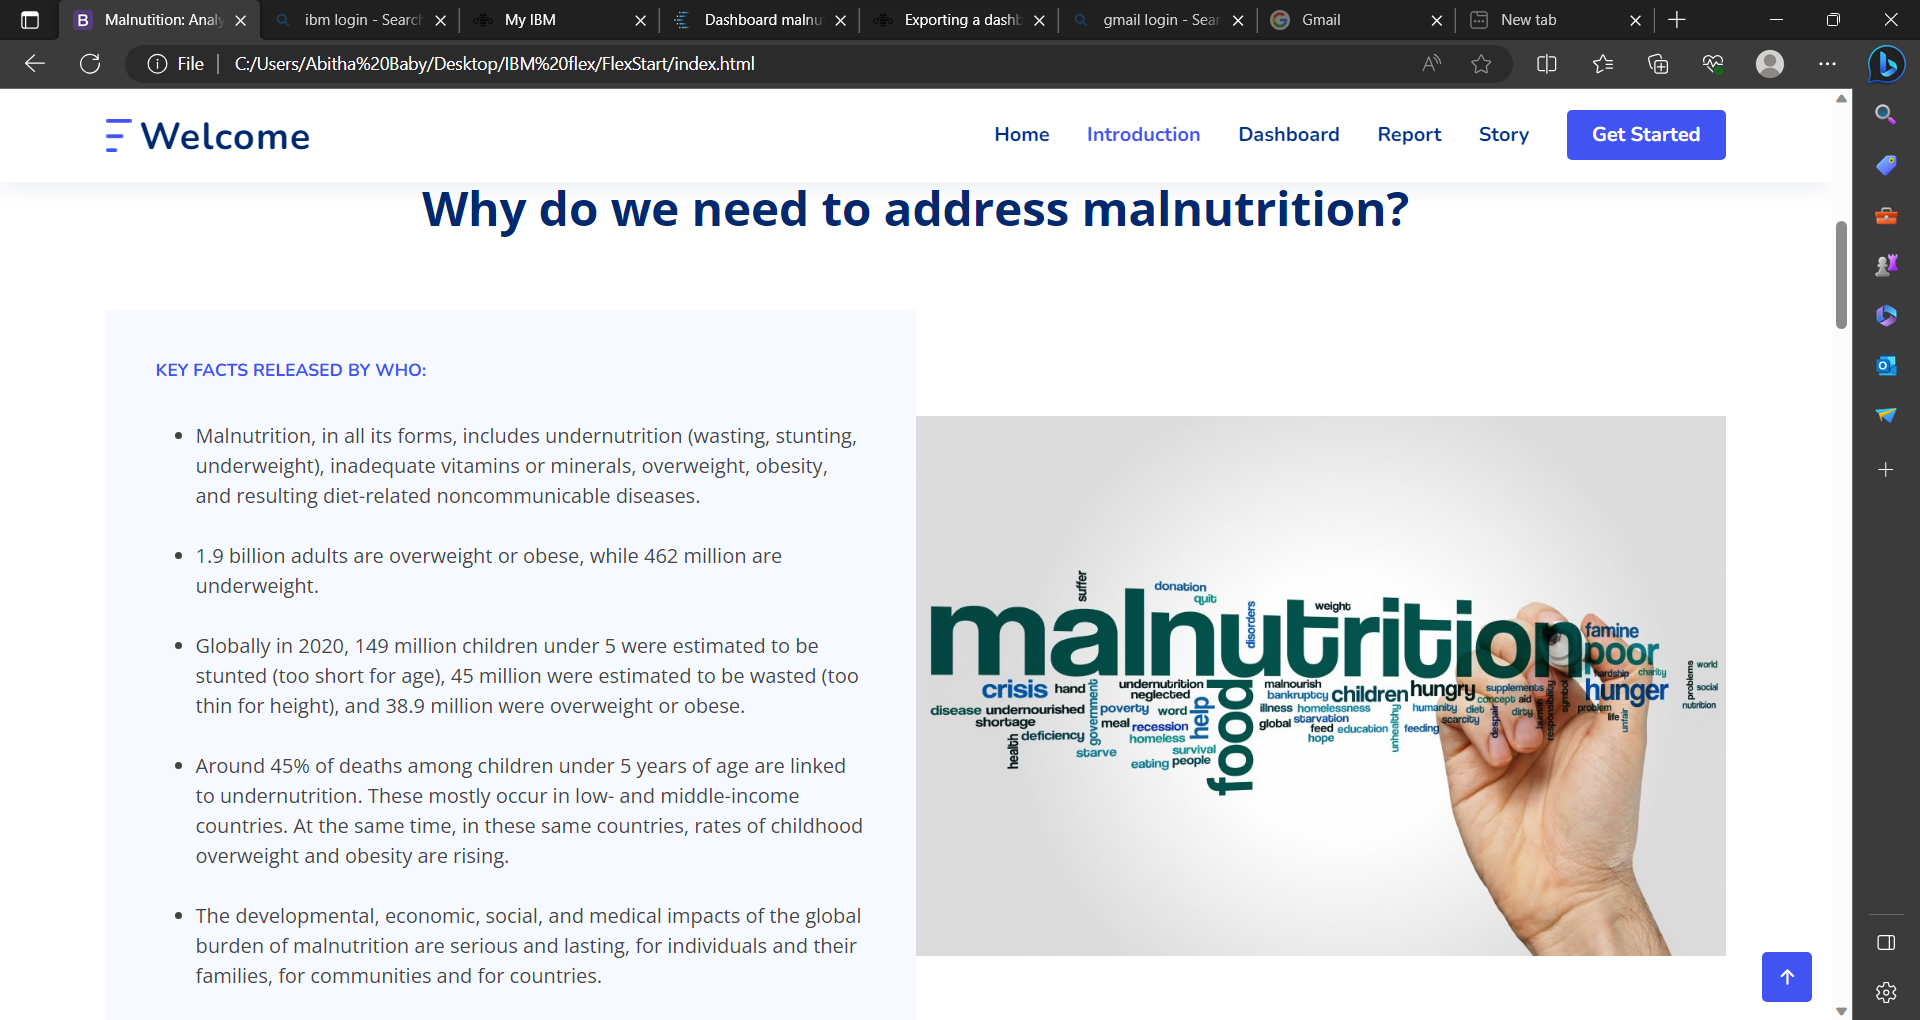 Malnutition: Analy
ibm login - Search
My IBM
Dashboard malnu
Exporting a dashb
gmail login - Sear
Gmail
New tab
File
C:/Users/Abitha%20Baby/Desktop/IBM%20flex/FlexStart/index.html
Welcome
Home Introduction Dashboard Report Story Get Started
Why do we need to address malnutrition?
KEY FACTS RELEASED BY WHO:
• Malnutrition, in all its forms, includes undernutrition (wasting, stunting,
underweight), inadequate vitamins or minerals, overweight, obesity,
and resulting diet-related noncommunicable diseases.
• 1.9 billion adults are overweight or obese, while 462 million are
underweight.
• Globally in 2020, 149 million children under 5 were estimated to be
stunted (too short for age), 45 million were estimated to be wasted (too
thin for height), and 38.9 million were overweight or obese.
• Around 45% of deaths among children under 5 years of age are linked
to undernutrition. These mostly occur in low- and middle-income
countries. At the same time, in these same countries, rates of childhood
overweight and obesity are rising.
• The developmental, economic, social, and medical impacts of the global
burden of malnutrition are serious and lasting, for individuals and their
families, for communities and for countries.
suffer
donation
quit
disorders
weight
malnutrition
famine
poor
hardship charity
world
problems
social
nutrition
crisis hand
government
undernutrition
neglected
malnourish
bankruptcy children hungry
supplements
concept aid
hunger
disease undernourished
poverty word
help
food
illness homelessness
humanity diet
problem
shortage
meal recession
global starvation
scarcity
despair
dirty
human
responsibility
symbol
life
unfair
health
deficiency
homeless
feed education
unhealthy
feeding
hope
starve
survival
eating people